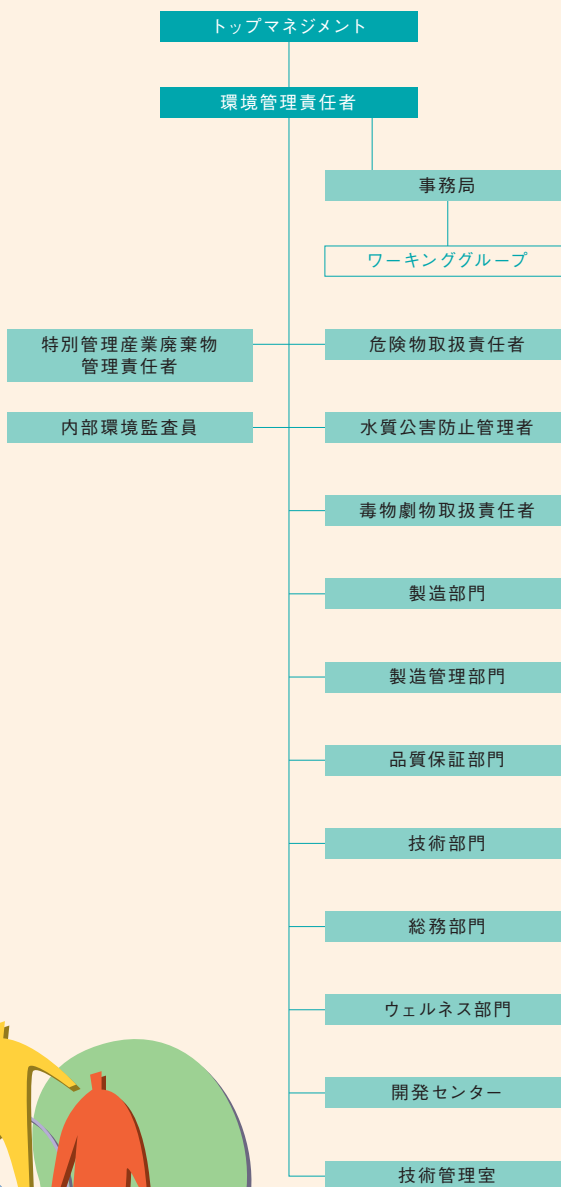 トップマネジメント
環境管理責任者
事務局
ワーキンググループ
特別管理産業廃棄物
管理責任者
危険物取扱責任者
内部環境監査員
水質公害防止管理者
毒物劇物取扱責任者
製造部門
製造管理部門
品質保証部門
技術部門
総務部門
ウェルネス部門
開発センター
技術管理室